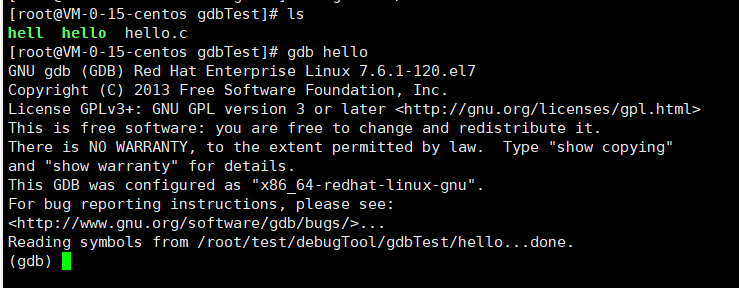 [root@VM-0-15-centos gdbTest]# ls
hell  hello  hello.c
[root@VM-0-15-centos gdbTest]# gdb hello
GNU gdb (GDB) Red Hat Enterprise Linux 7.6.1-120.el7
Copyright (C) 2013 Free Software Foundation, Inc.
License GPLv3+: GNU GPL version 3 or later <http://gnu.org/licenses/gpl.html>
This is free software: you are free to change and redistribute it.
There is NO WARRANTY, to the extent permitted by law.  Type "show copying"
and "show warranty" for details.
This GDB was configured as "x86_64-redhat-linux-gnu".
For bug reporting instructions, please see:
<http://www.gnu.org/software/gdb/bugs/>...
Reading symbols from /root/test/debugTool/gdbTest/hello...done.
(gdb)